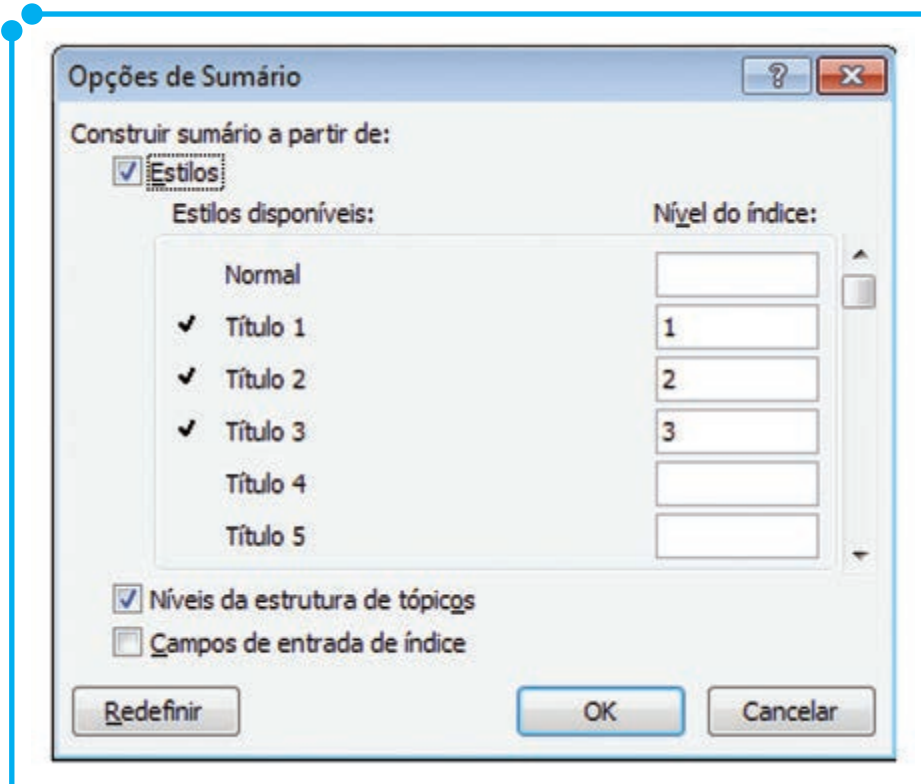 Opções de Sumário
Construir sumário a partir de:
Estilos
Estilos disponíveis: Nível do índice:
Normal
Título 1 1
Título 2 2
Título 3 3
Título 4
Título 5
Níveis da estrutura de tópicos
Campos de entrada de índice
Redefinir OK Cancelar